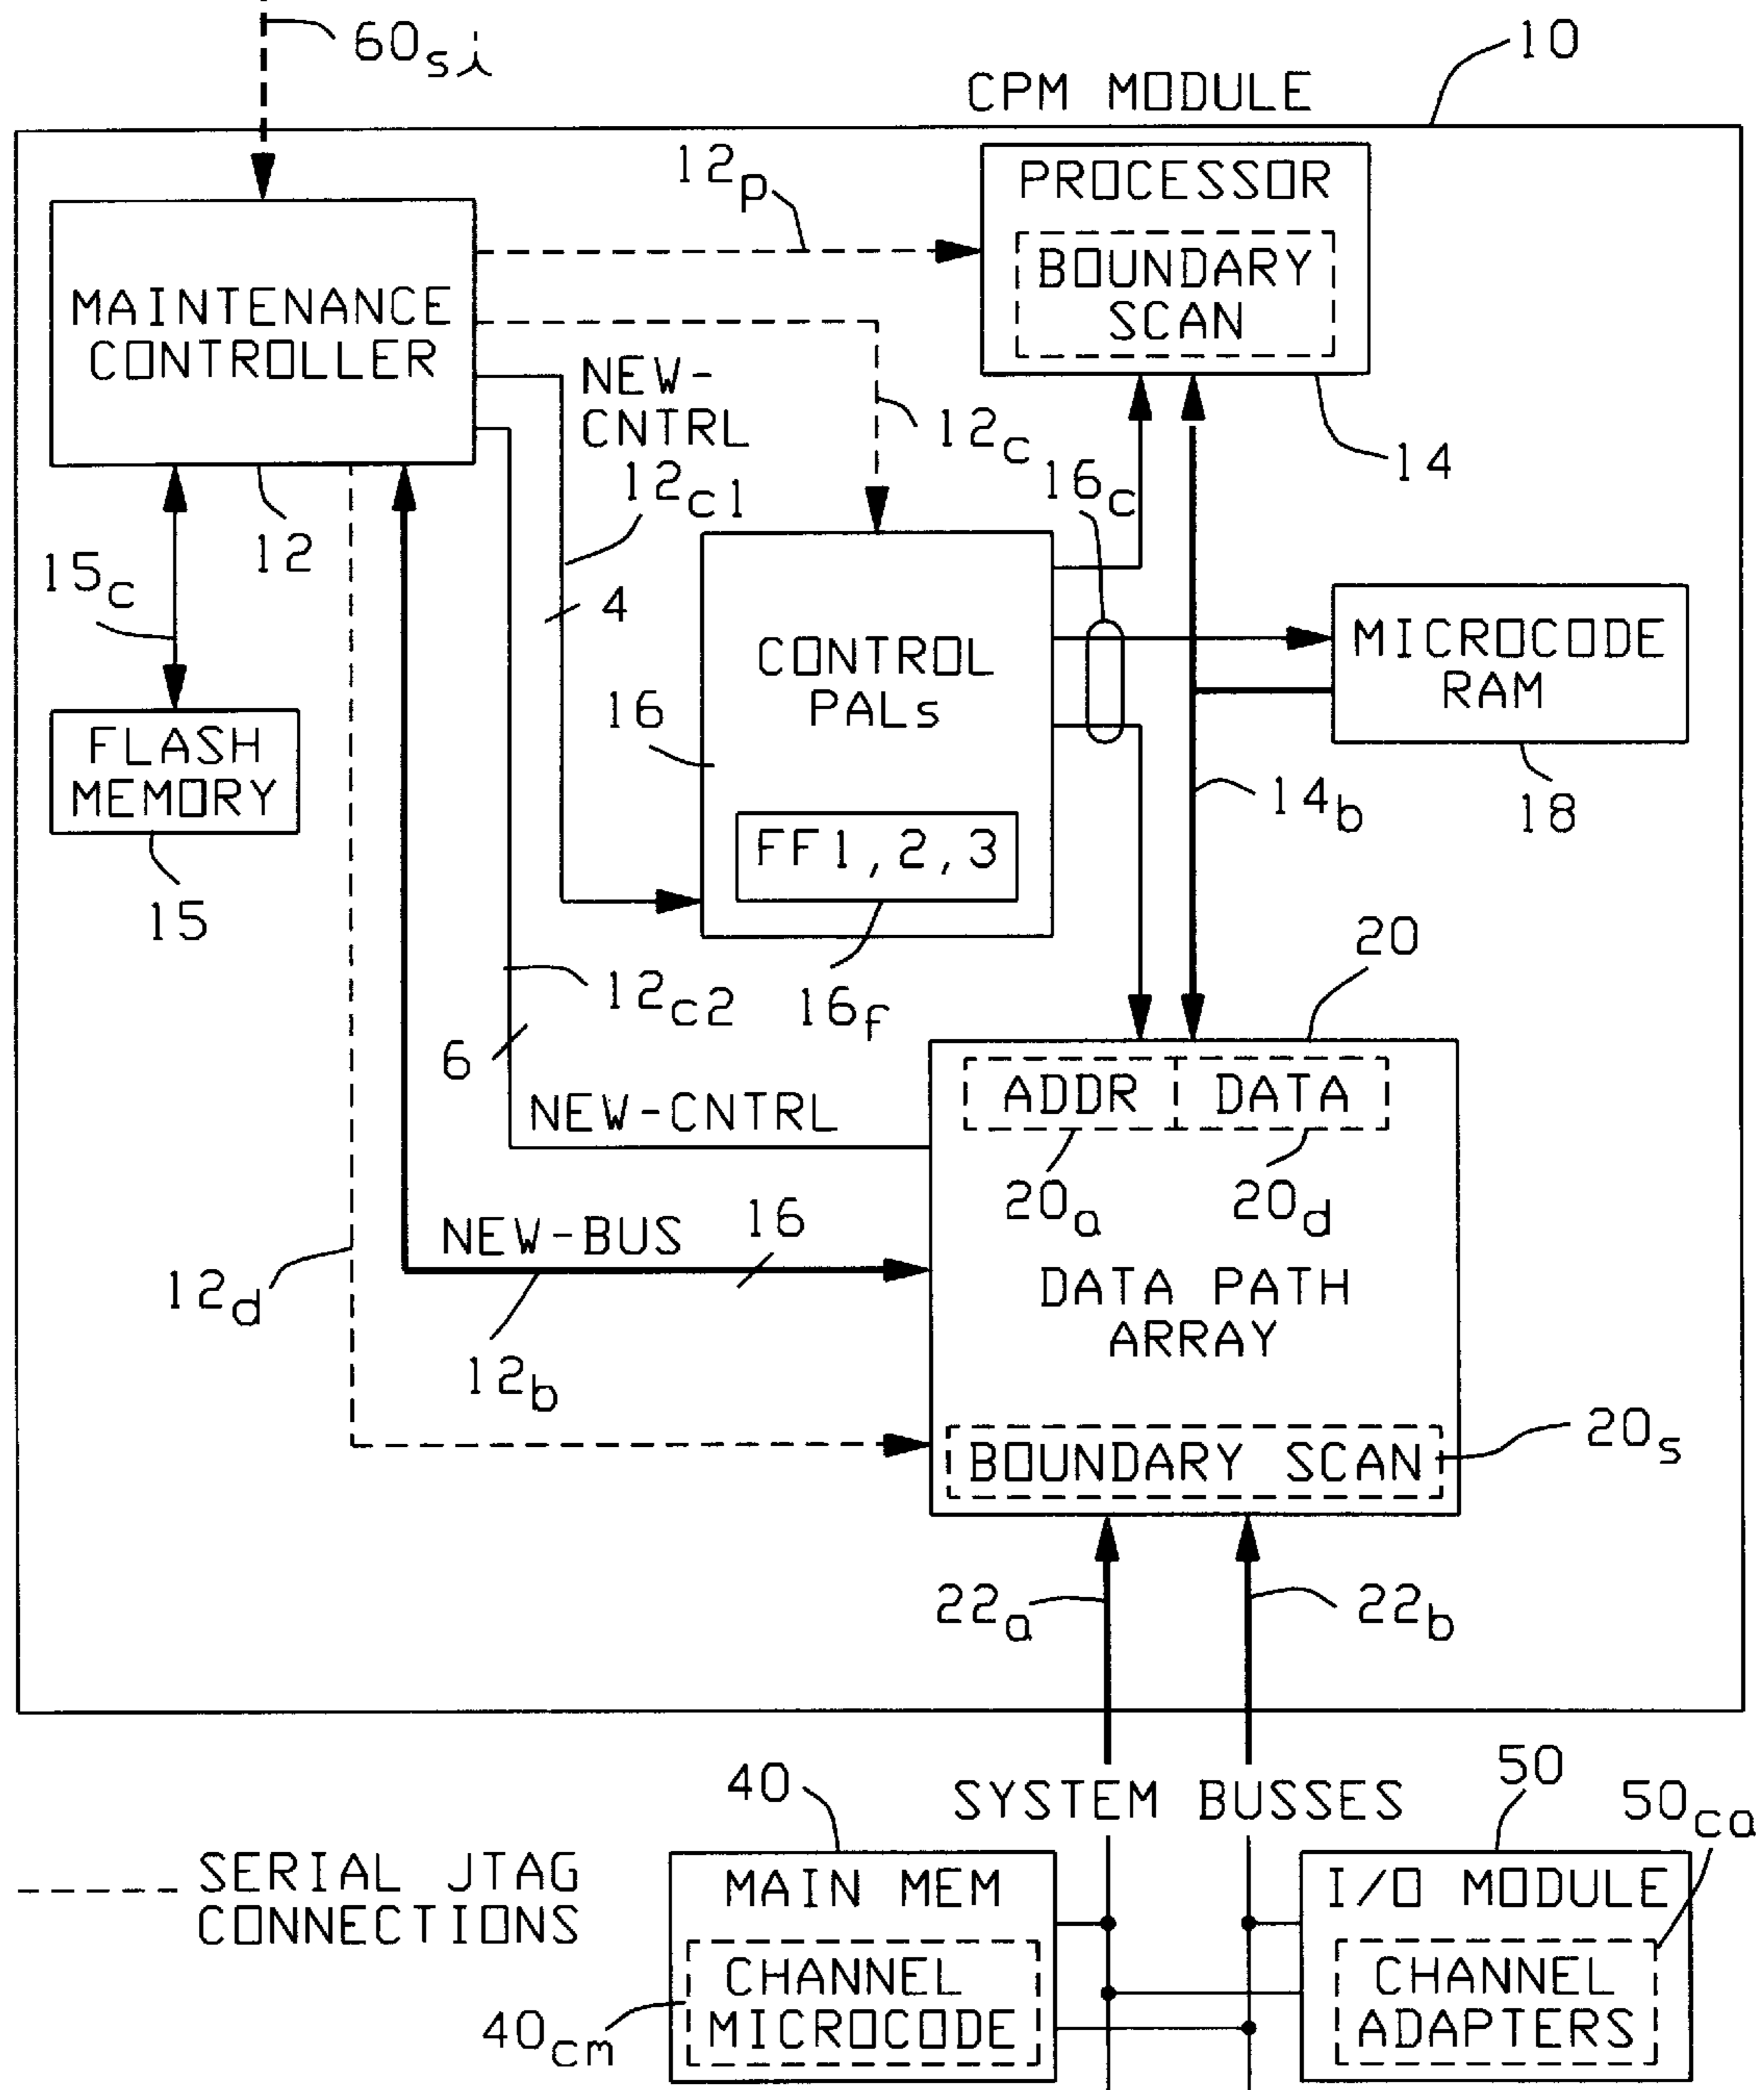 60si
10
CPM MODULE
12p
PROCESSOR
BOUNDARY
SCAN
MAINTENANCE
CONTROLLER
NEW-
CNTRL
12c
14
12c1
16c
12
15c
4
CONTROL
PALs
MICROCODE
RAM
16
FLASH
MEMORY
14b
18
FF1,2,3
15
20
12c2
16f
6
ADDR
DATA
NEW-CNTRL
20a
20d
NEW-BUS
16
12d
DATA PATH
ARRAY
12b
20s
BOUNDARY SCAN
22a
22b
40
SYSTEM BUSSES
50
50ca
SERIAL JTAG
CONNECTIONS
MAIN MEM
I/O MODULE
CHANNEL
MICROCODE
CHANNEL
ADAPTERS
40cm